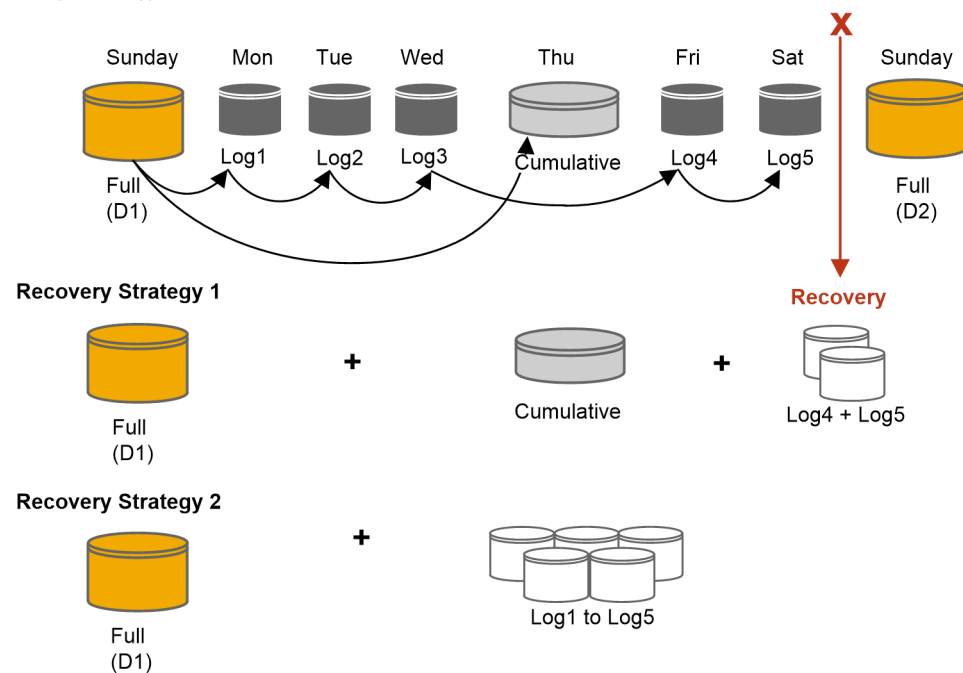 X
Sunday Mon Tue Wed Thu Fri Sat Sunday
Log1 Log2 Log3 Cumulative Log4 Log5
Full
(D1)
Full
(D2)
Recovery Strategy 1
Recovery
+ +
Cumulative
Log4 + Log5
Full
(D1)
Recovery Strategy 2
+
Log1 to Log5
Full
(D1)